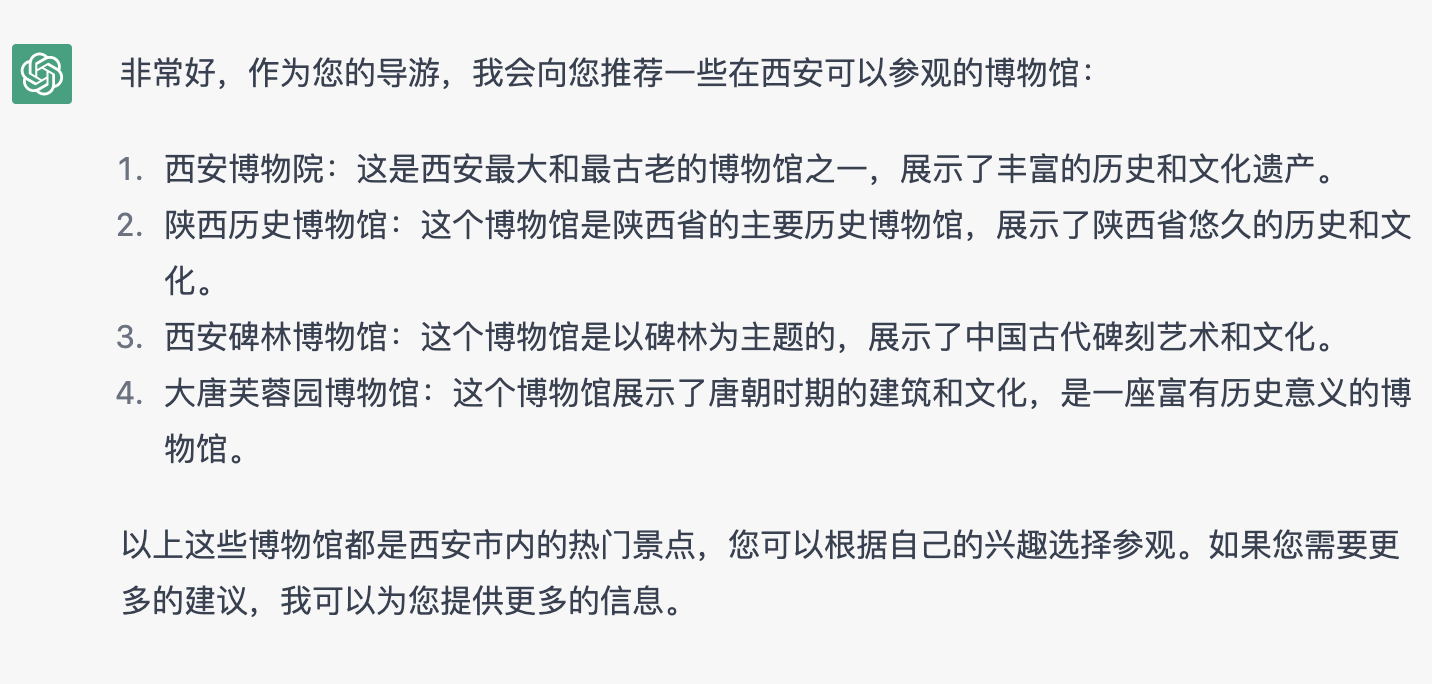 非常好，作为您的导游，我会向您推荐一些在西安可以参观的博物馆：
1. 西安博物院：这是西安最大和最古老的博物馆之一，展示了丰富的历史和文化遗产。
2. 陕西历史博物馆：这个博物馆是陕西省的主要历史博物馆，展示了陕西省悠久的历史和文
化。
3. 西安碑林博物馆：这个博物馆是以碑林为主题的，展示了中国古代碑刻艺术和文化。
4. 大唐芙蓉园博物馆：这个博物馆展示了唐朝时期的建筑和文化，是一座富有历史意义的博
物馆。
以上这些博物馆都是西安市内的热门景点，您可以根据自己的兴趣选择参观。如果您需要更
多的建议，我可以为您提供更多的信息。